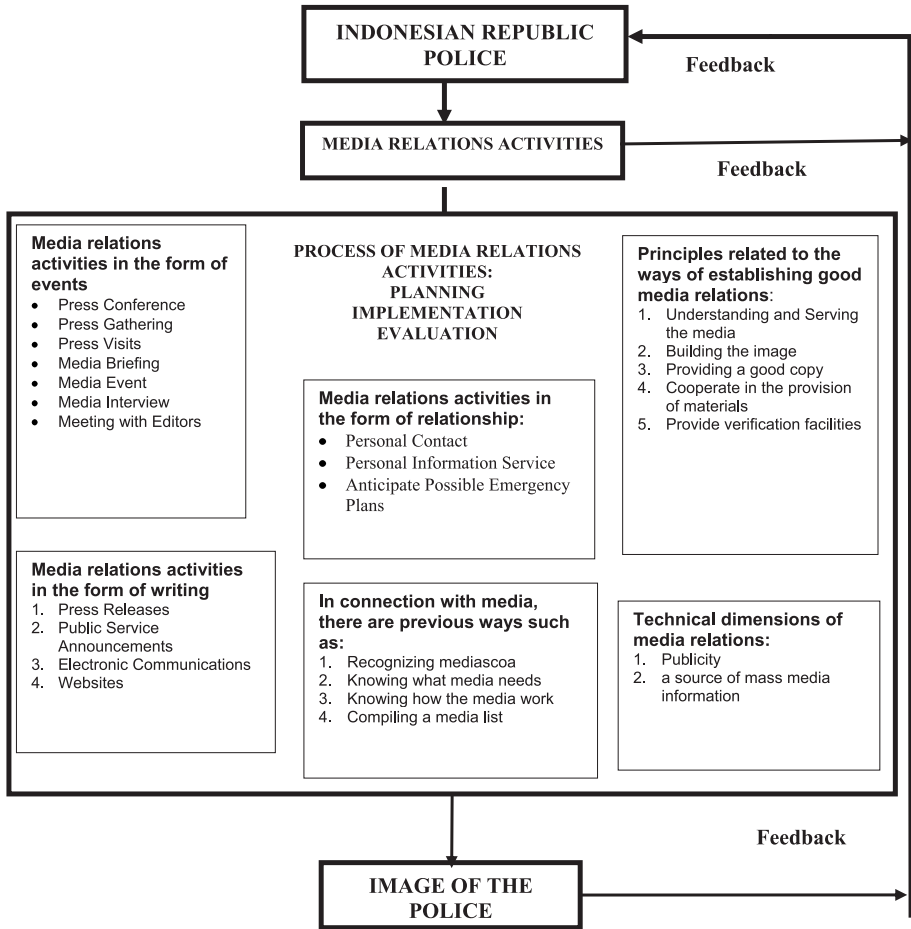 INDONESIAN REPUBLIC
POLICE
Feedback
MEDIA RELATIONS ACTIVITIES
Feedback
Media relations
activities in the form of
events
• Press Conference
• Press Gathering
• Press Visits
• Media Briefing
• Media Event
• Media Interview
• Meeting with Editors
PROCESS OF MEDIA RELATIONS
ACTIVITIES:
PLANNING
IMPLEMENTATION
EVALUATION
Principles related to the
ways of establishing good
media relations:
1. Understanding and Serving
the media
2. Building the image
3. Providing a good copy
4. Cooperate in the provision
of materials
5. Provide verification facilities
Media relations activities in
the form of relationship:
• Personal Contact
• Personal Information Service
• Anticipate Possible Emergency
Plans
Media relations activities
in the form of writing
1. Press Releases
2. Public Service
Announcements
3. Electronic Communications
4. Websites
In connection with media,
there are previous ways such
as:
1. Recognizing mediascoa
2. Knowing what media needs
3. Knowing how the media work
4. Compiling a media list
Technical dimensions of
media relations:
1. Publicity
2. a source of mass media
information
Feedback
IMAGE OF THE
POLICE